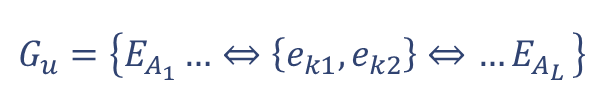 G_u = {E_{A_1} … ⇔ {e_{k1}, e_{k2}} ⇔ … E_{A_L}}